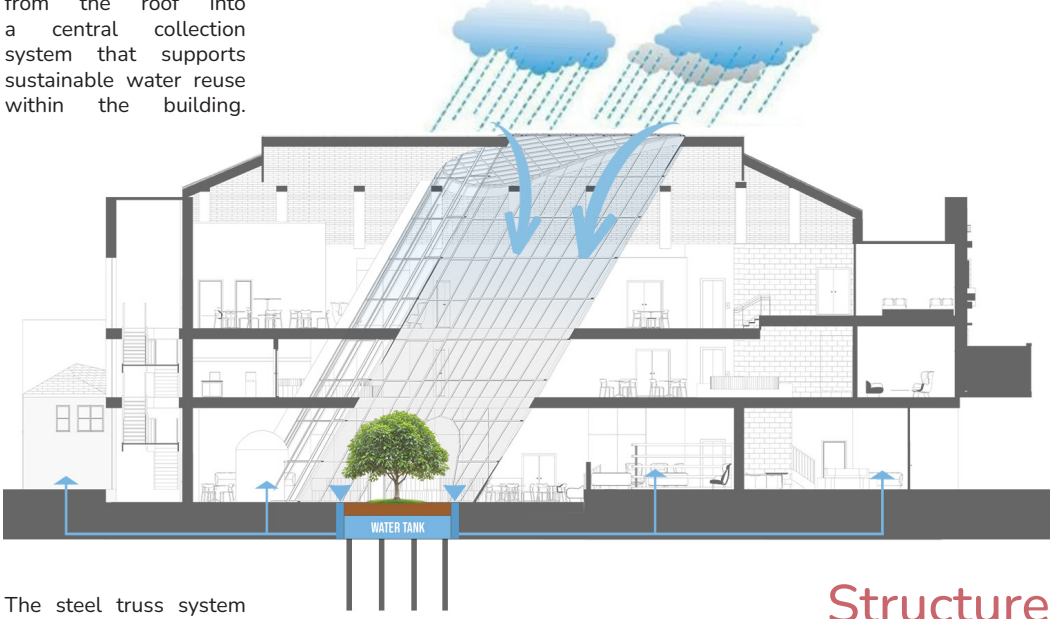 from the roof into
a central collection
system that supports
sustainable water reuse
within the building.
WATER TANK
The steel truss system
Structure